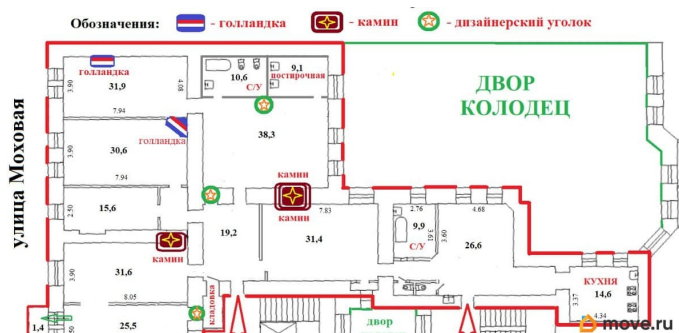 Обозначения: - голландка - камин - дизайнерский уголок
голландка
31,9
3.90
4.08
7.94
10,6
С/У
9,1
постирочная
ДВОР
КОЛОДЕЦ
38,3
улица Моховая
3.90
30,6
голландка
7.94
камин
камин
7.83
2.50
15,6
19,2
31,4
2.76
4.68
9,9
3.61
3.60
С/У
26,6
камин
3.90
31,6
8.05
кладовка
КУХНЯ
3.37
14,6
4.34
1,4
25,5
двор
move.ru